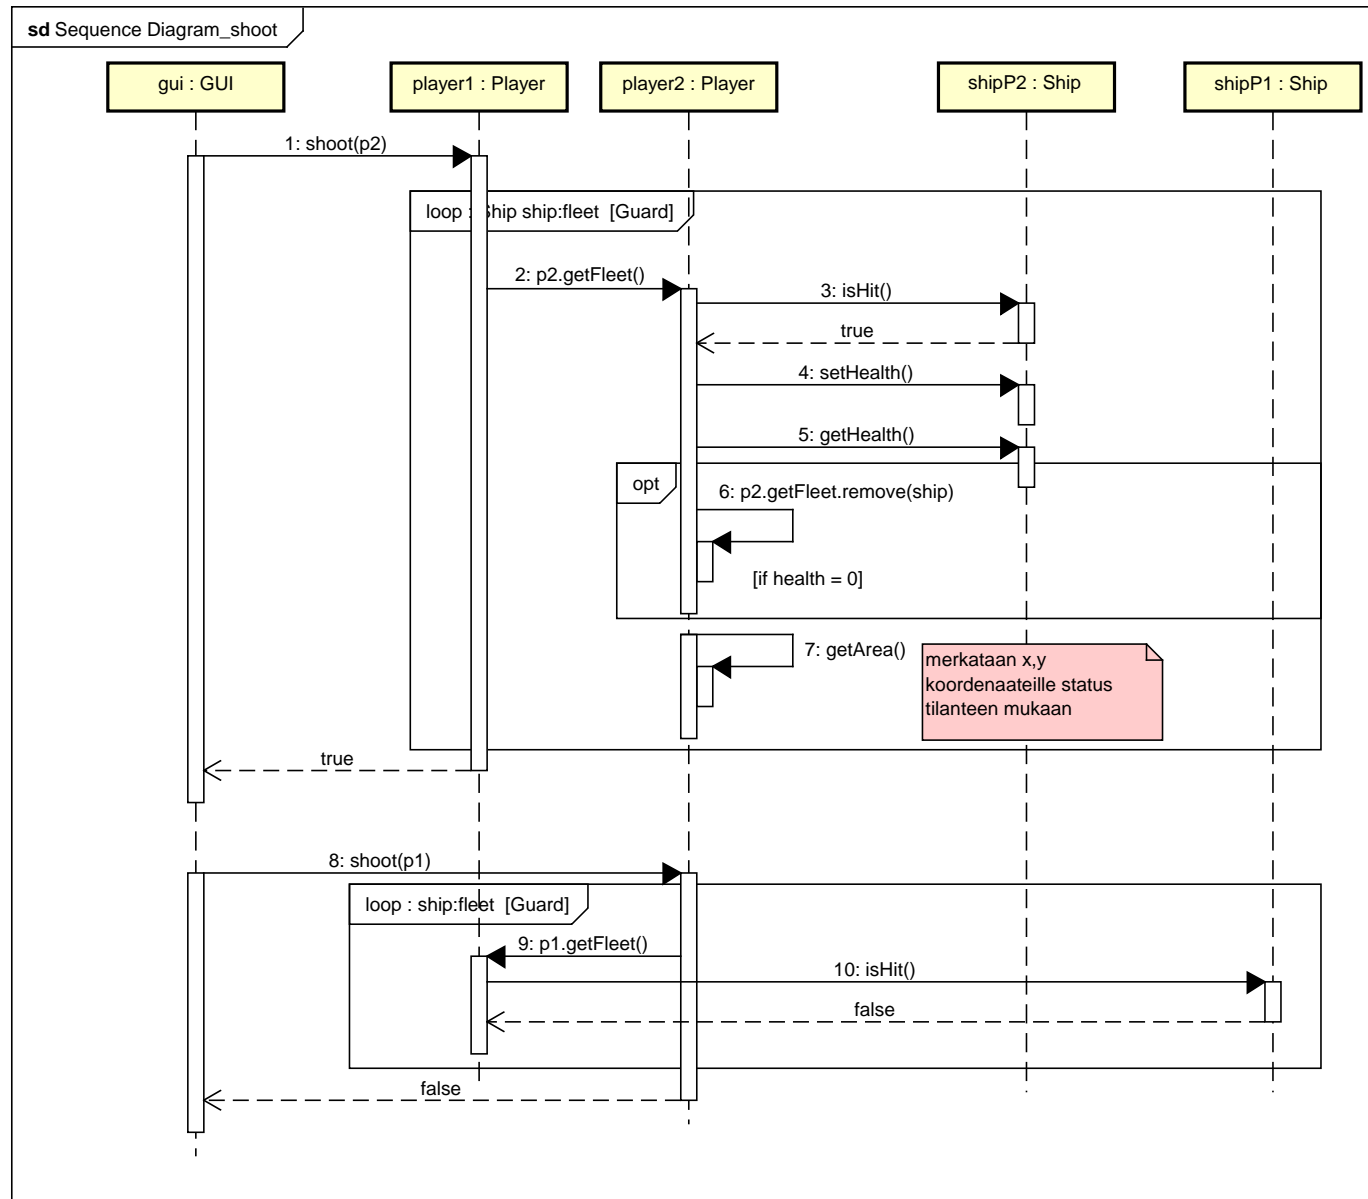 sd Sequence Diagram_shoot
gui : GUI
player1 : Player
player2 : Player
shipP2 : Ship
shipP1 : Ship
1: shoot(p2)
loop : Ship ship:fleet [Guard]
2: p2.getFleet()
3: isHit()
true
4: setHealth()
5: getHealth()
opt
6: p2.getFleet.remove(ship)
[if health = 0]
7: getArea()
merkataan x,y
koordenaateille status
tilanteen mukaan
true
8: shoot(p1)
loop : ship:fleet [Guard]
9: p1.getFleet()
10: isHit()
false
false